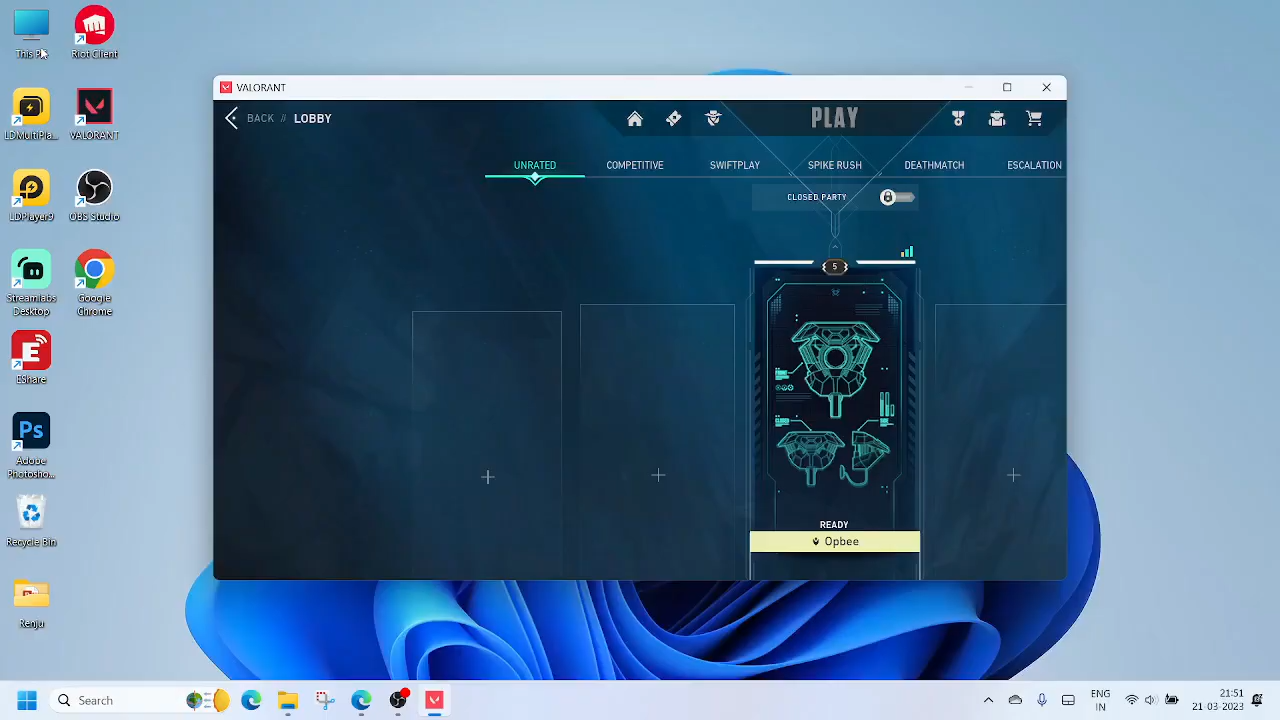 This P
Riot Client
LDMultiPla...
VALORANT
LDPlayer9
OBS Studio
Streamlabs
Desktop
Google
Chrome
EShare
Ps
Adobe
Photosho...
Recycle Bin
Renju
VALORANT
BACK // LOBBY
PLAY
UNRATED
COMPETITIVE
SWIFTPLAY
SPIKE RUSH
DEATHMATCH
ESCALATION
CLOSED PARTY
5
READY
Opbee
Search
ENG
IN
21:51
21-03-2023